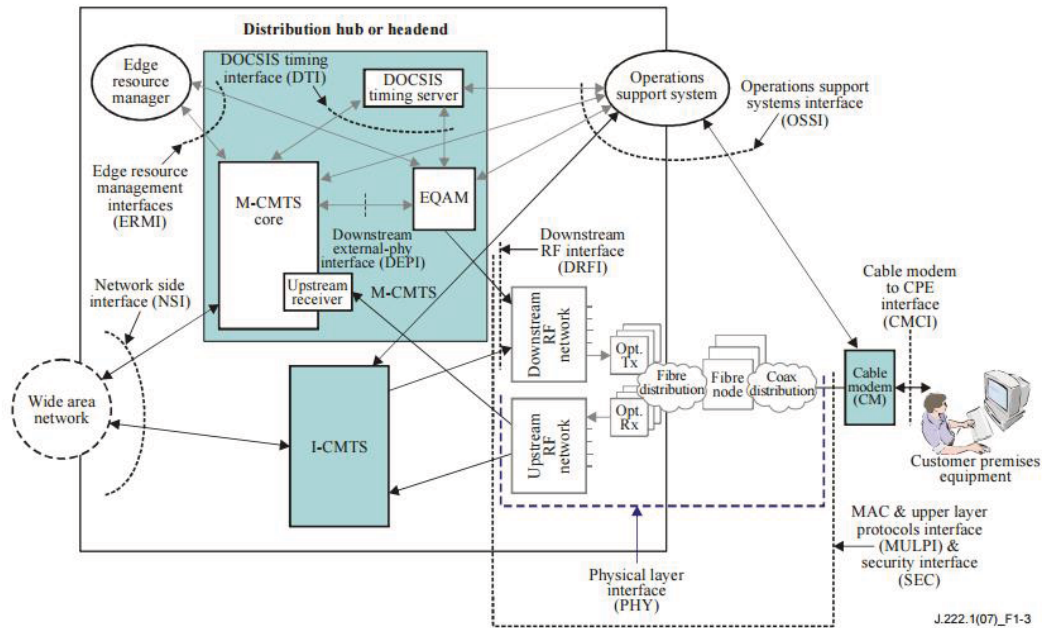 Distribution hub or headend
Edge
resource
manager
DOCSIS timing
interface (DTI)
DOCSIS
timing server
Operations
support system
Operations support
systems interface
(OSSI)
Edge resource
management
interfaces
(ERMI)
M-CMTS
core
EQAM
Downstream
external-phy
interface (DEPI)
Upstream
receiver
M-CMTS
Downstream
RF interface
(DRFI)
Network side
interface (NSI)
Wide area
network
I-CMTS
Downstream
RF
network
Upstream
RF
network
Opt.
Tx
Opt.
Rx
Fibre
distribution
Fibre
node
Coax
distribution
Cable modem
to CPE
interface
(CMCI)
Cable
modem
(CM)
Customer premises
equipment
MAC & upper layer
protocols interface
(MULPI) &
security interface
(SEC)
Physical layer
interface
(PHY)
J.222.1(07)_F1-3